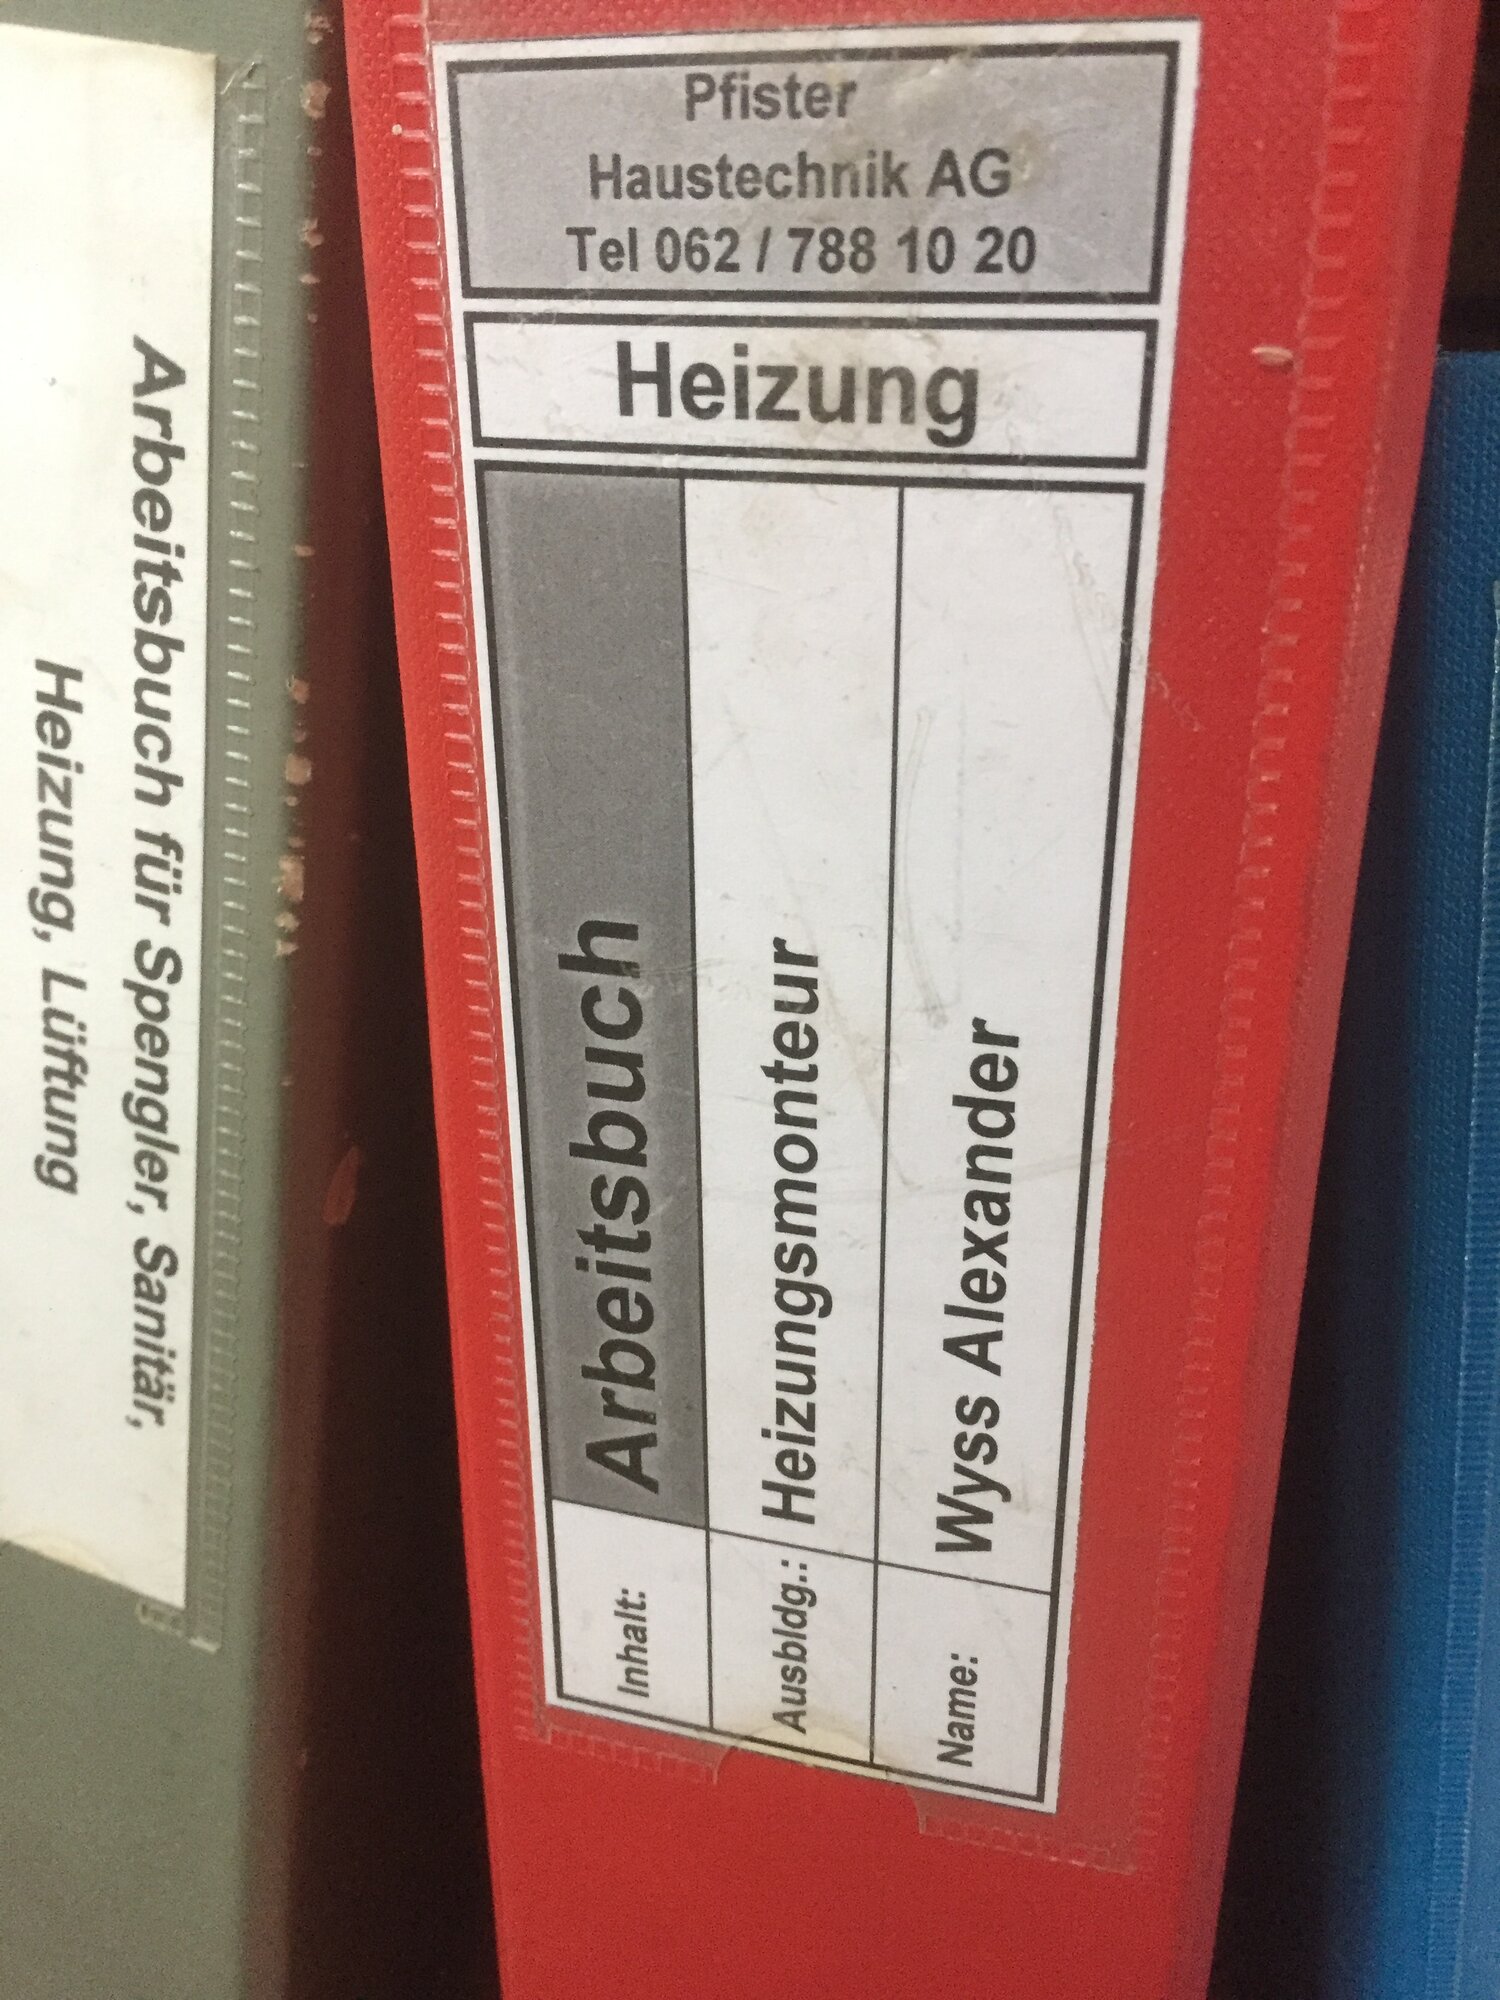 Arbeitsbuch für Spengler, Sanitär,
Heizung, Lüftung
Pfister
Haustechnik AG
Tel 062 / 788 10 20
Heizung
Inhalt: Arbeitsbuch
Ausbldg.: Heizungsmonteur
Name: Wyss Alexander